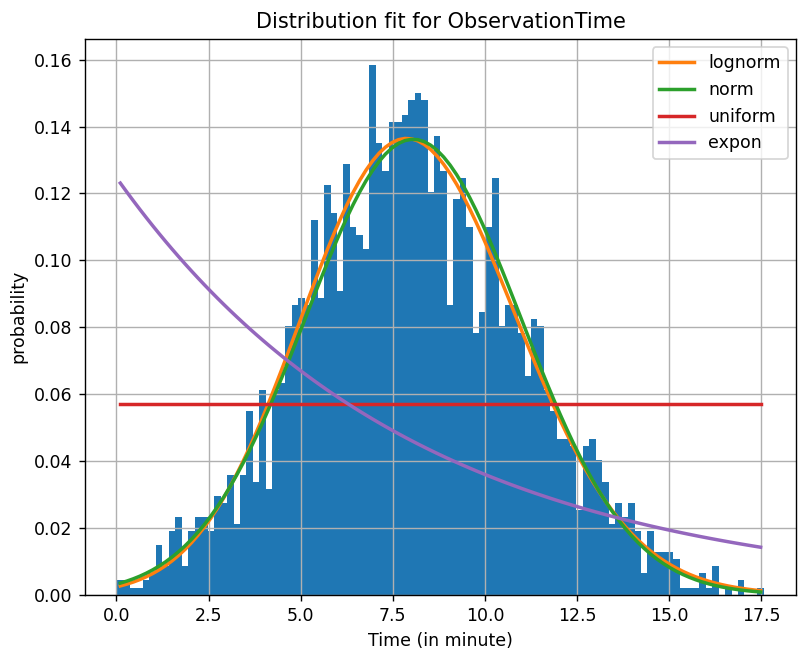 Distribution fit for ObservationTime
lognorm
norm
uniform
expon
probability
0.16
0.14
0.12
0.10
0.08
0.06
0.04
0.02
0.00
0.0 2.5 5.0 7.5 10.0 12.5 15.0 17.5
Time (in minute)